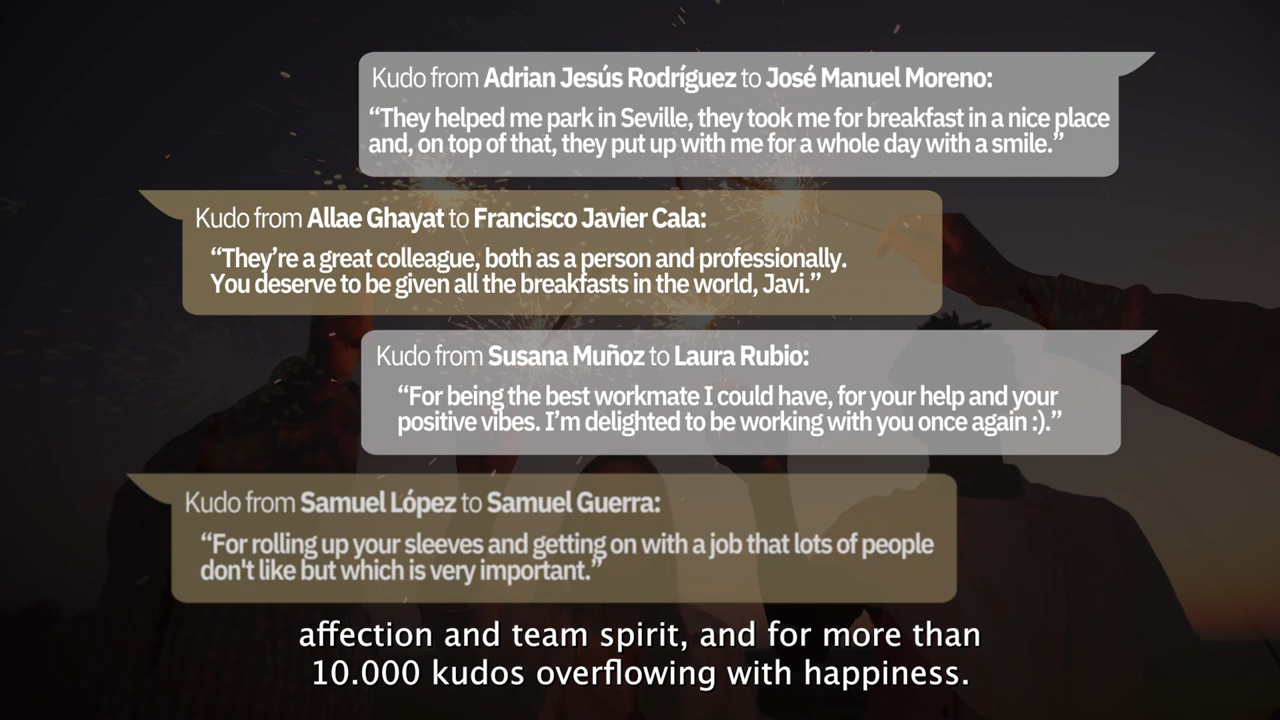 Kudo from Adrian Jesús Rodríguez to José Manuel Moreno:
“They helped me park in Seville, they took me for breakfast in a nice place
and, on top of that, they put up with me for a whole day with a smile.”
Kudo from Allae Ghayat to Francisco Javier Cala:
“They’re a great colleague, both as a person and professionally.
You deserve to be given all the breakfasts in the world, Javi.”
Kudo from Susana Muñoz to Laura Rubio:
“For being the best workmate I could have, for your help and your
positive vibes. I’m delighted to be working with you once again :).”
Kudo from Samuel López to Samuel Guerra:
“For rolling up your sleeves and getting on with a job that lots of people
don't like but which is very important.”
affection and team spirit, and for more than
10.000 kudos overflowing with happiness.